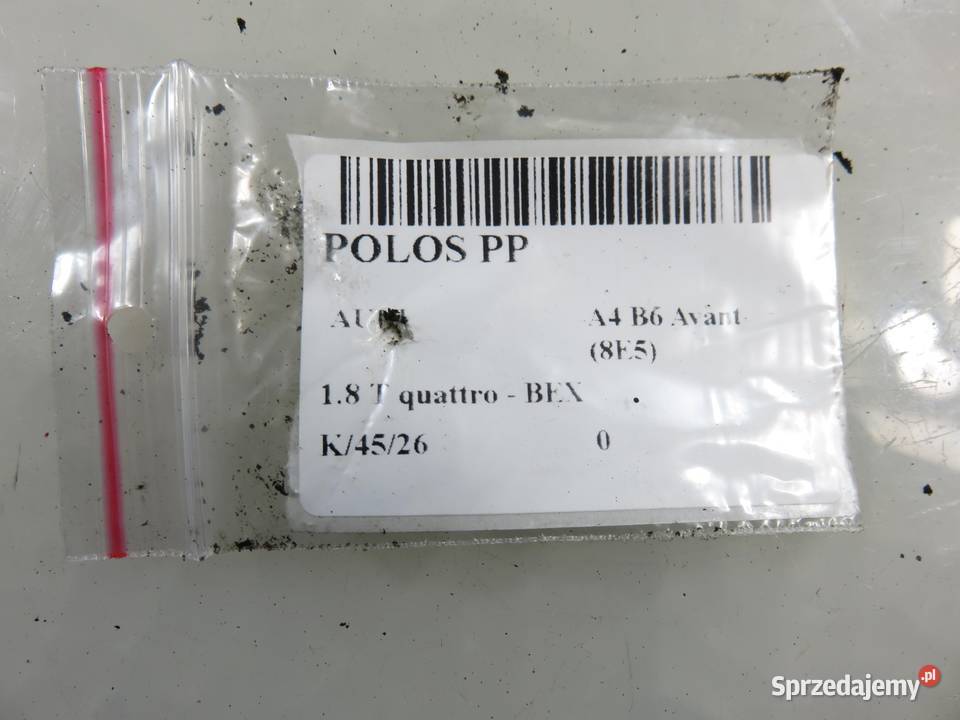 POLOS PP
A4 B6 Avant
(8E5)
1.8 T quattro - BEX
K/45/26 0
Sprzedajemy.pl